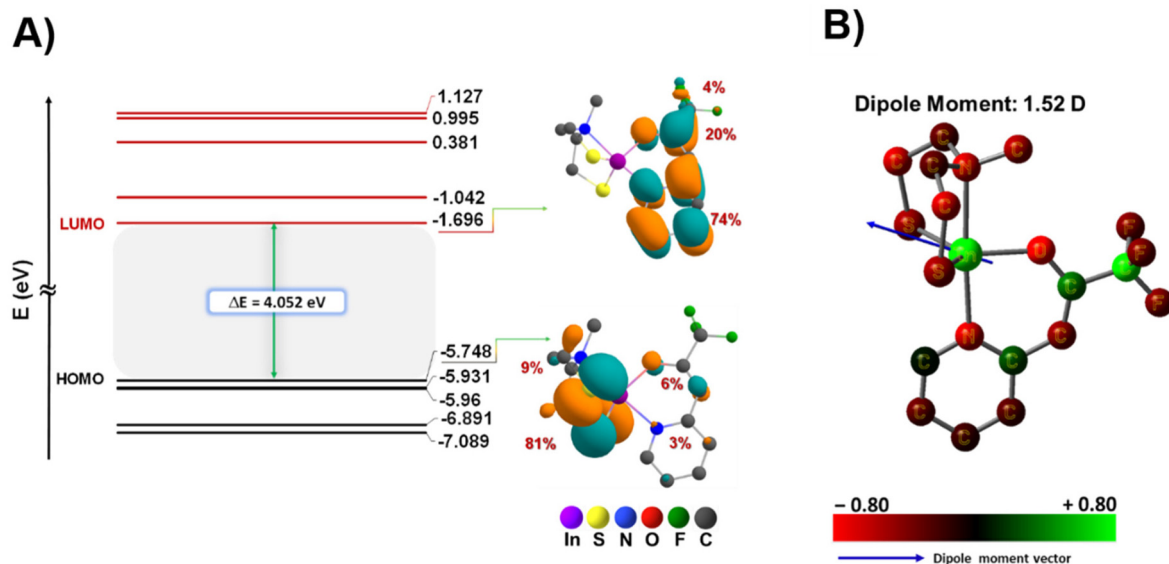 A)
B)
E (eV)
1.127
0.995
0.381
-1.042
-1.696
LUMO
ΔE = 4.052 eV
HOMO
-5.748
-5.931
-5.96
-6.891
-7.089
4%
20%
74%
9%
6%
81%
3%
In S N O F C
Dipole Moment: 1.52 D
C
C
C
C
N
C
C
S
S
O
F
F
F
C
C
C
N
C
C
C
C
C
– 0.80 + 0.80
Dipole moment vector